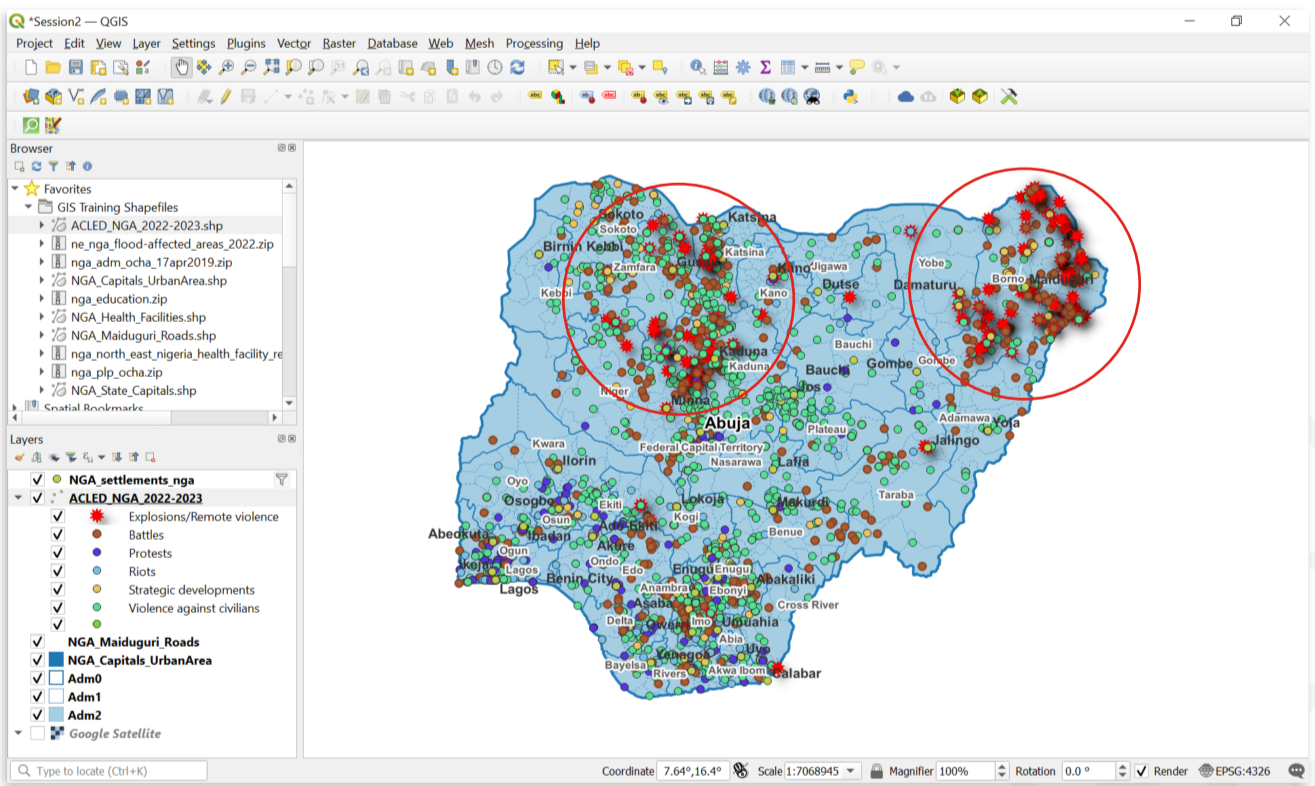 *Session2 — QGIS
Project Edit View Layer Settings Plugins Vector Raster Database Web Mesh Processing Help
Browser
Favorites
GIS Training Shapefiles
ACLED_NGA_2022-2023.shp
ne_nga_flood-affected_areas_2022.zip
nga_adm_ocha_17apr2019.zip
NGA_Capitals_UrbanArea.shp
nga_education.zip
NGA_Health_Facilities.shp
NGA_Maiduguri_Roads.shp
nga_north_east_nigeria_health_facility_re
nga_plp_ocha.zip
NGA_State_Capitals.shp
Spatial Bookmarks
Layers
NGA_settlements_nga
ACLED_NGA_2022-2023
Explosions/Remote violence
Battles
Protests
Riots
Strategic developments
Violence against civilians
NGA_Maiduguri_Roads
NGA_Capitals_UrbanArea
Adm0
Adm1
Adm2
Google Satellite
Sokoto
Katsina
Sokoto
Birnin Kebbi
Katsina
Zamfara
Kano
Jigawa
Yobe
Borno
Maiduguri
Kebbi
Kano
Dutse
Damaturu
Bauchi
Kaduna
Kaduna
Bauchi
Gombe
Gombe
Niger
Jos
Minna
Abuja
Plateau
Adamawa
Yola
Kwara
Federal Capital Territory
Jalingo
Ilorin
Nasarawa
Lafia
Oyo
Osogbo
Ekiti
Lokoja
Makurdi
Taraba
Osun
Kogi
Abeokuta
Ibadan
Ado-Ekiti
Benue
Akure
Ogun
Ikeja
Lagos
Ondo
Edo
Enugu
Enugu
Abakaliki
Lagos
Benin City
Anambra
Ebonyi
Asaba
Cross River
Delta
Owerri
Imo
Umuahia
Abia
Yenagoa
Uyo
Bayelsa
Rivers
Akwa Ibom
Calabar
Type to locate (Ctrl+K)
Coordinate 7.64°,16.4° Scale 1:7068945 Magnifier 100% Rotation 0.0 ° Render EPSG:4326